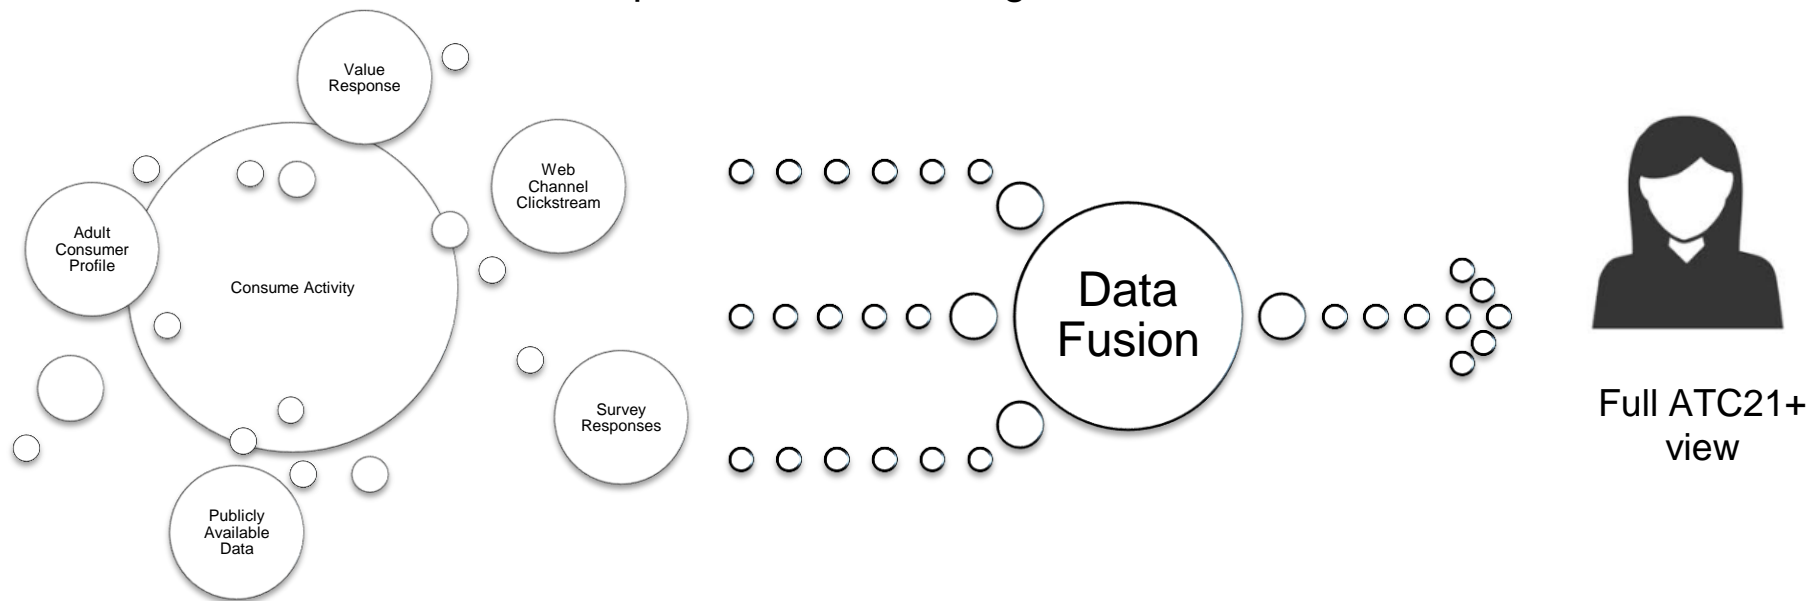 Value
Response
Web
Channel
Clickstream
Adult
Consumer
Profile
Consume Activity
Survey
Responses
Publicly
Available
Data
Data
Fusion
Full ATC21+
view